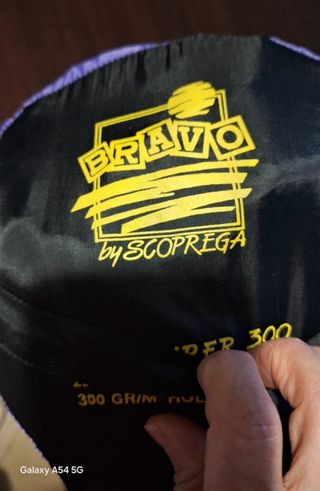 BRAVO
by SCOPREGA
300
300 GR/M
Galaxy A54 5G